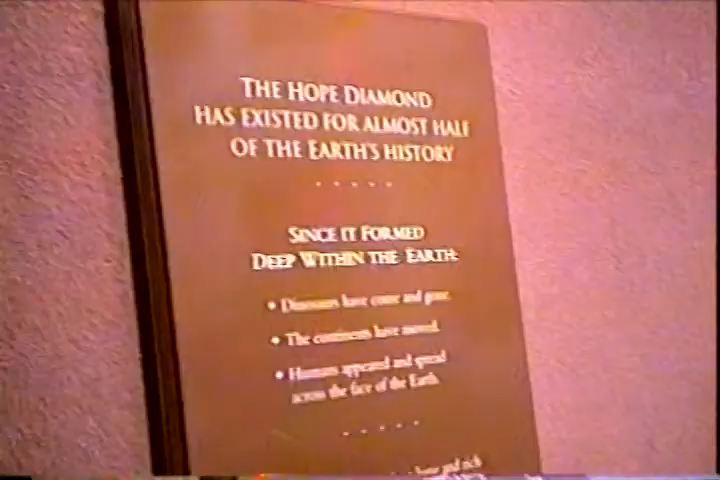 THE HOPE DIAMOND
HAS EXISTED FOR ALMOST HALF
OF THE EARTH'S HISTORY
SINCE IT FORMED
DEEP WITHIN THE EARTH:
• Dinosaurs have come and gone.
• The continents have moved.
• Humans appeared and spread
across the face of the Earth.
and rich